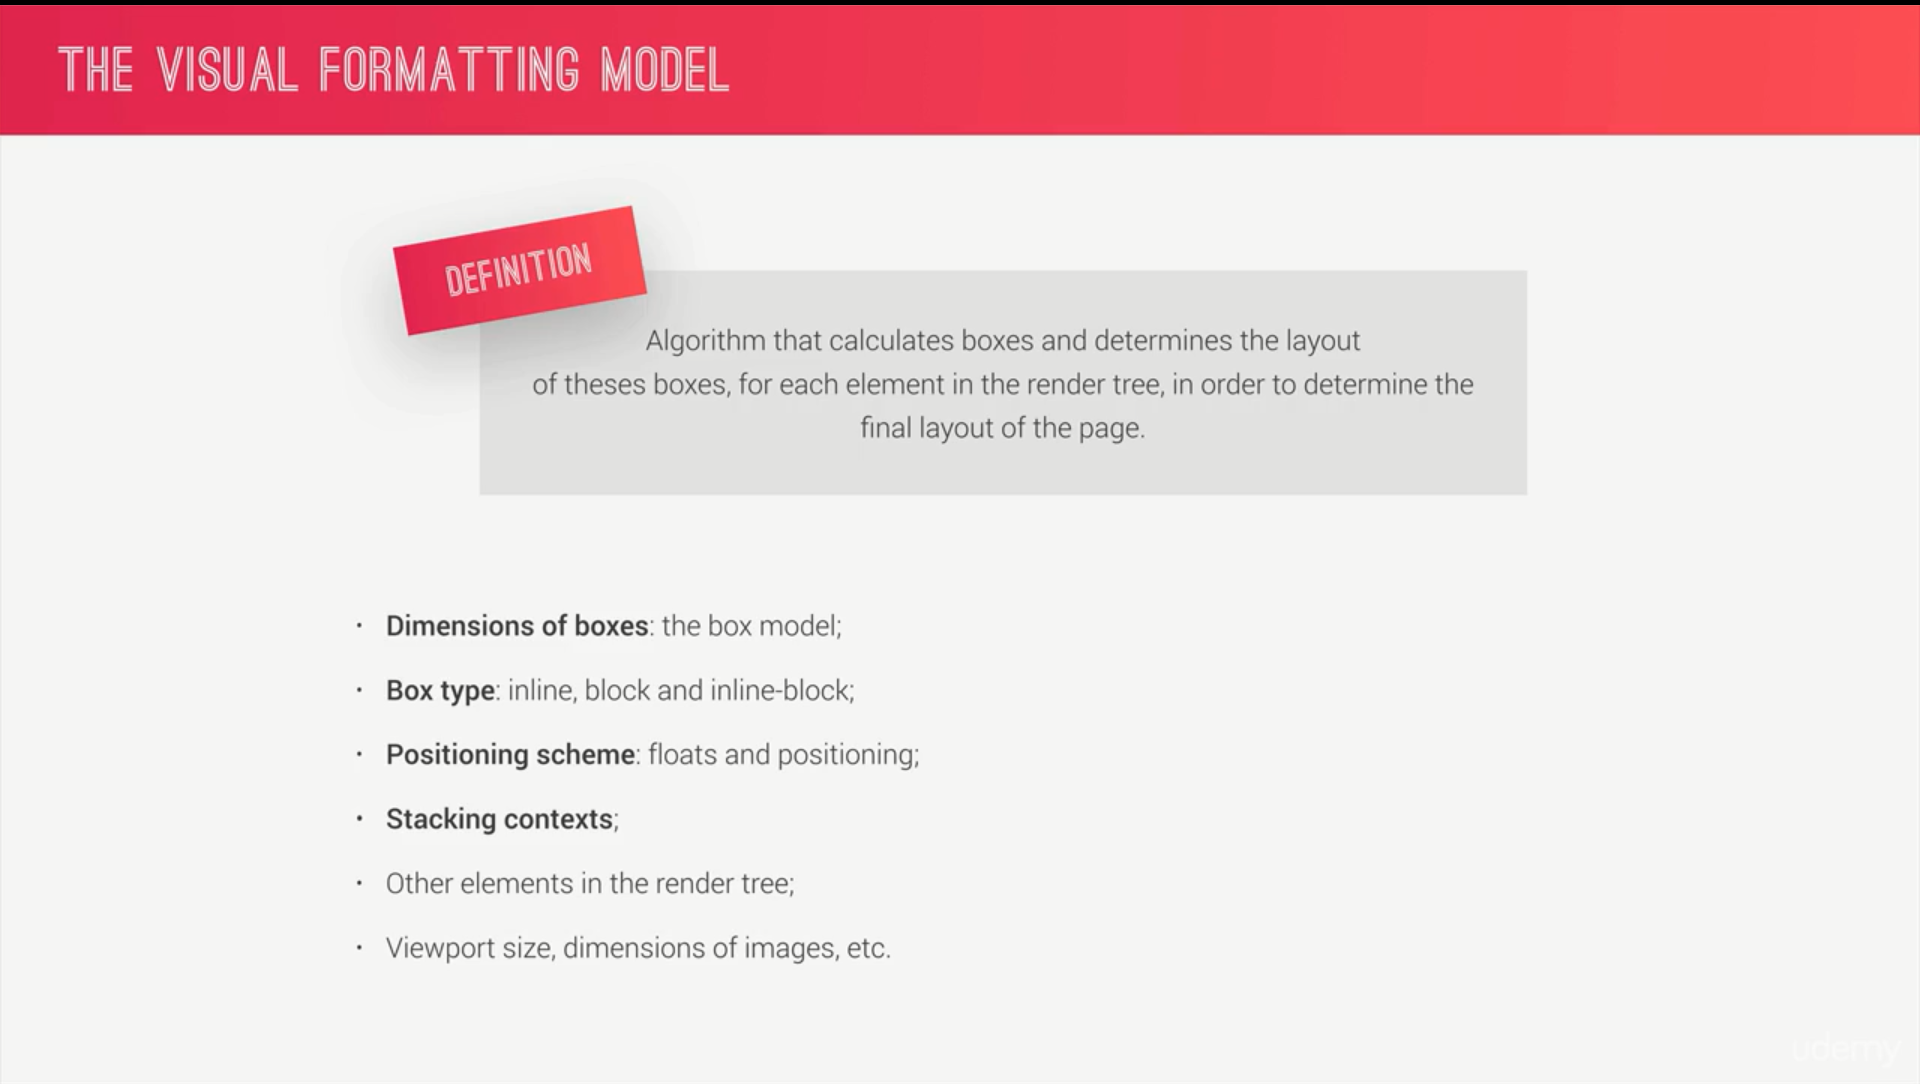 THE VISUAL FORMATTING MODEL
DEFINITION
Algorithm that calculates boxes and determines the layout
of theses boxes, for each element in the render tree, in order to determine the
final layout of the page.
• Dimensions of boxes: the box model;
• Box type: inline, block and inline-block;
• Positioning scheme: floats and positioning;
• Stacking contexts;
• Other elements in the render tree;
• Viewport size, dimensions of images, etc.
udemy